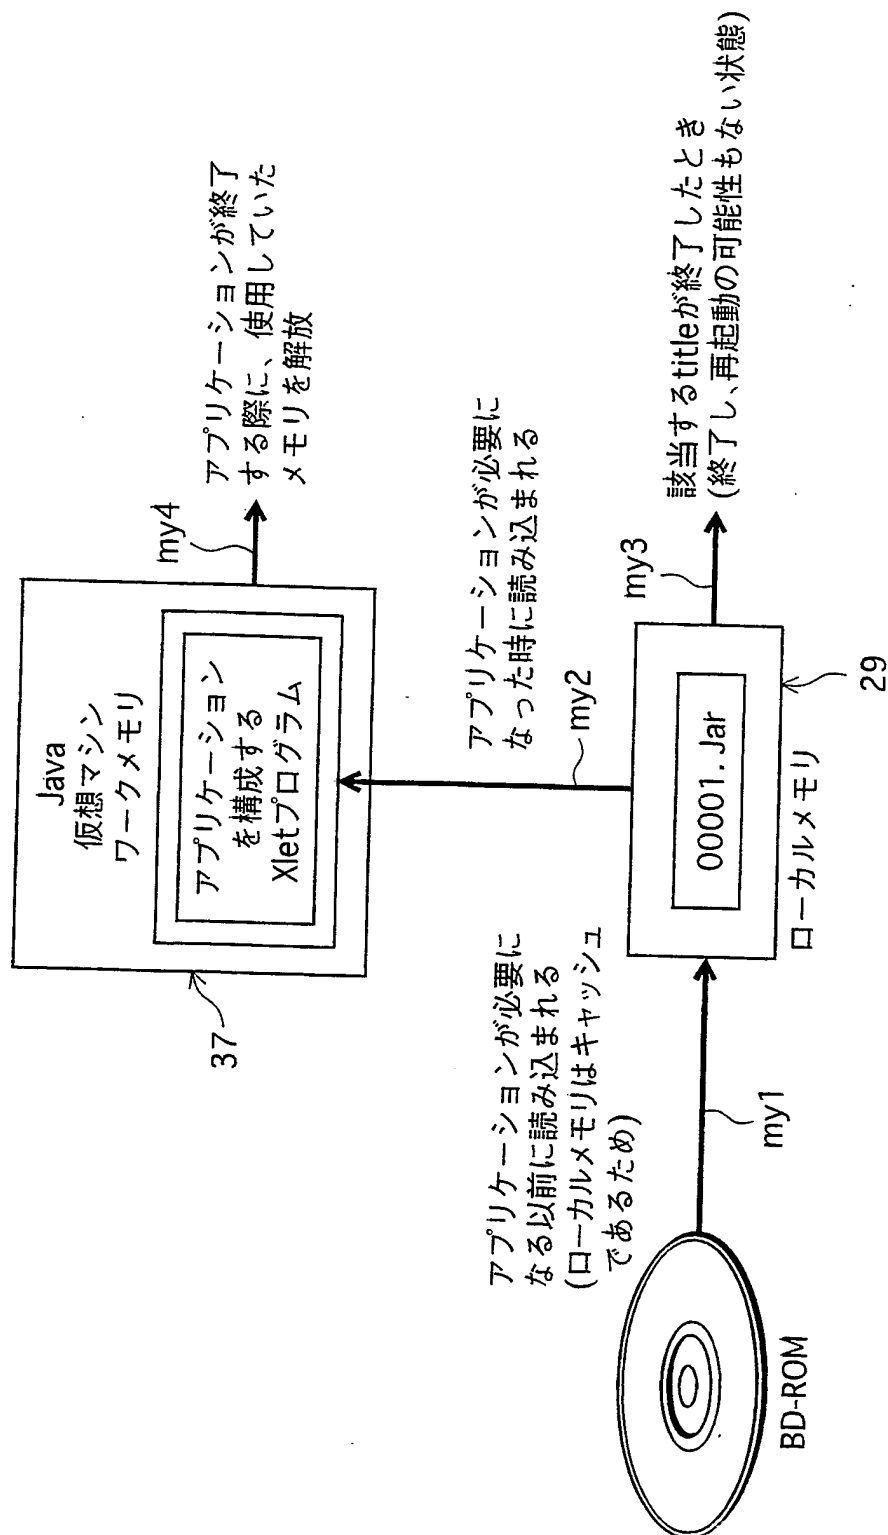 Java
仮想マシン
ワークメモリ
アプリケーション
を構成する
Xletプログラム
37
my4
アプリケーションが終了
する際に、使用していた
メモリを解放
アプリケーションが必要に
なった時に読み込まれる
my2
アプリケーションが必要に
なる以前に読み込まれる
(ローカルメモリはキャッシュ
であるため)
my1
BD-ROM
00001.Jar
ローカルメモリ
29
my3
該当するtitleが終了したとき
(終了し、再起動の可能性もない状態)